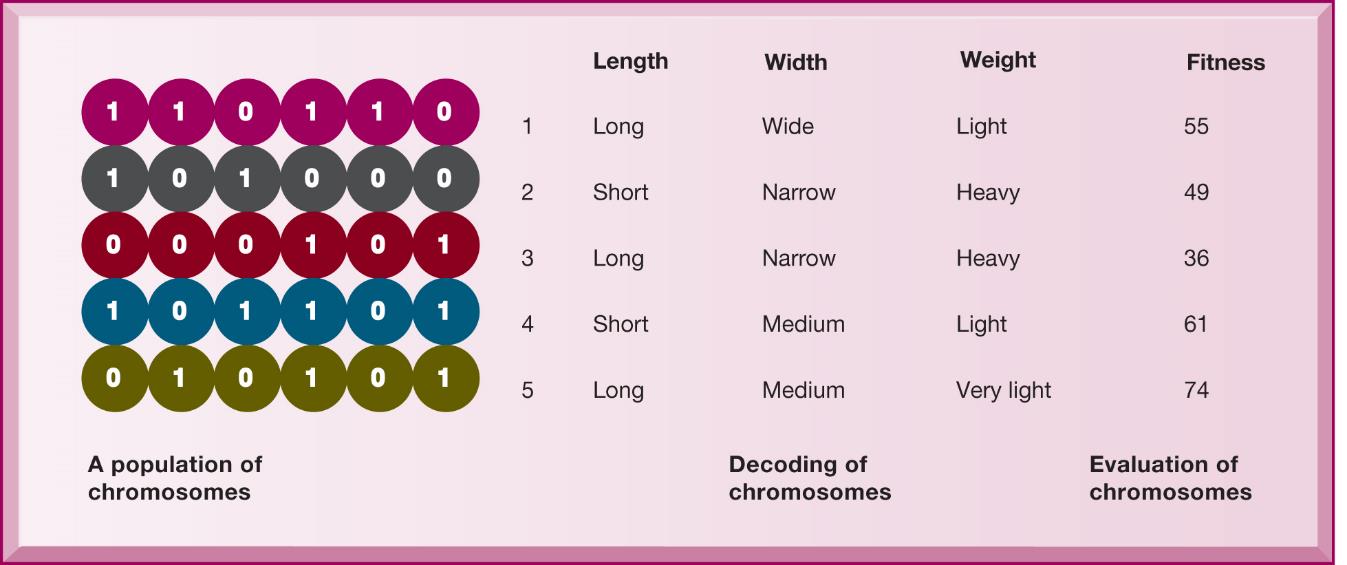 Length Width Weight Fitness
1 1 0 1 1 0 1 Long Wide Light 55
1 0 1 0 0 0 2 Short Narrow Heavy 49
0 0 0 1 0 1 3 Long Narrow Heavy 36
1 0 1 1 0 1 4 Short Medium Light 61
0 1 0 1 0 1 5 Long Medium Very light 74
A population of Decoding of Evaluation of
chromosomes chromosomes chromosomes